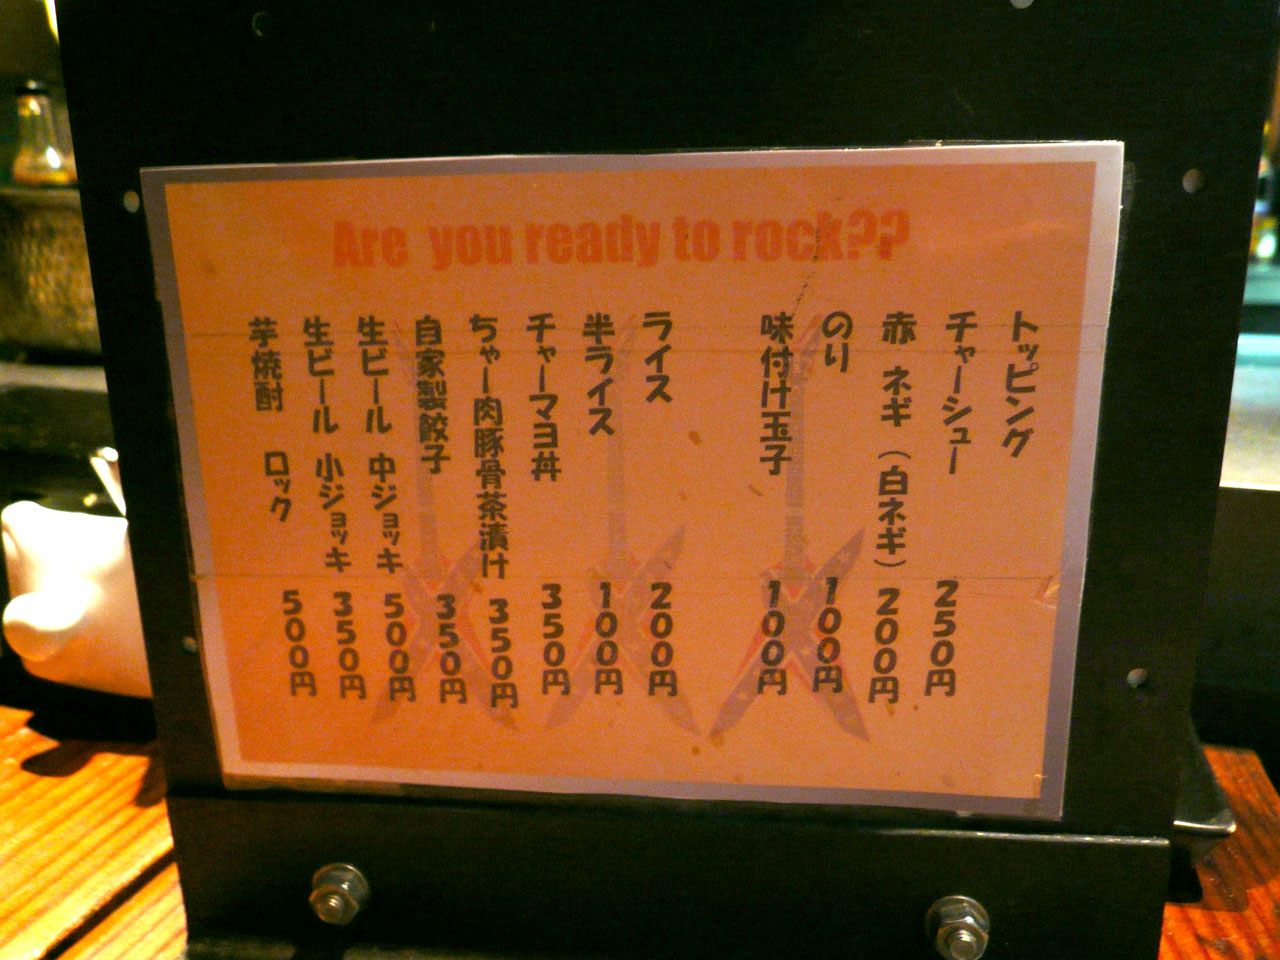 Are you ready to rock??
トッピング
チャーシュー 250円
赤 ネギ (白ネギ) 200円
のり 100円
味付け玉子 100円
ライス 200円
半ライス 100円
チャーマヨ丼 350円
ちゃー肉豚骨茶漬け 350円
自家製餃子 350円
生ビール 中ジョッキ 500円
生ビール 小ジョッキ 350円
芋焼酎 ロック 500円